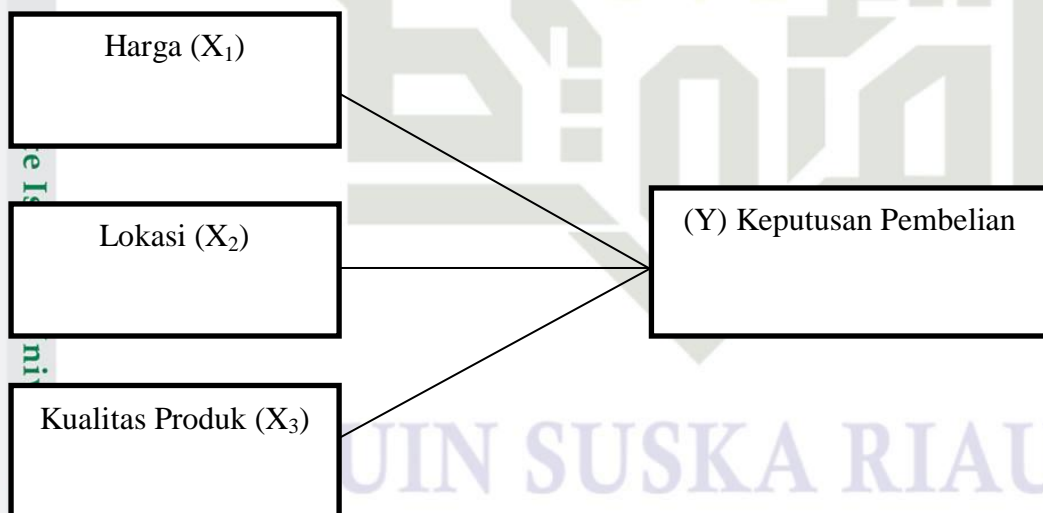 Harga (X₁)
Lokasi (X₂)
(Y) Keputusan Pembelian
Kualitas Produk (X₃)
UIN SUSKA RIAU